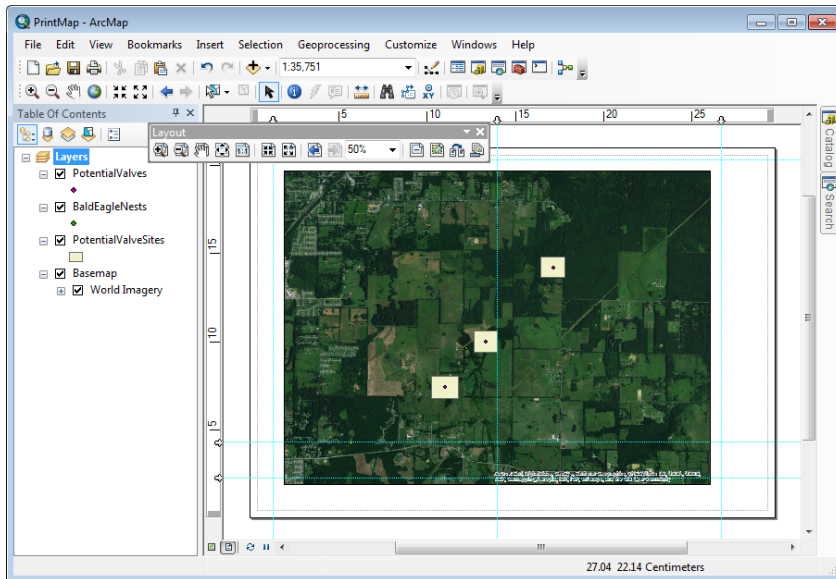 PrintMap - ArcMap
File Edit View Bookmarks Insert Selection Geoprocessing Customize Windows Help
1:35,751
Table Of Contents
Layers
PotentialValves
BaldEagleNests
PotentialValveSites
Basemap
World Imagery
Layout
50%
5 10 15 20 25
15
10
5
Catalog
Search
27.04 22.14 Centimeters